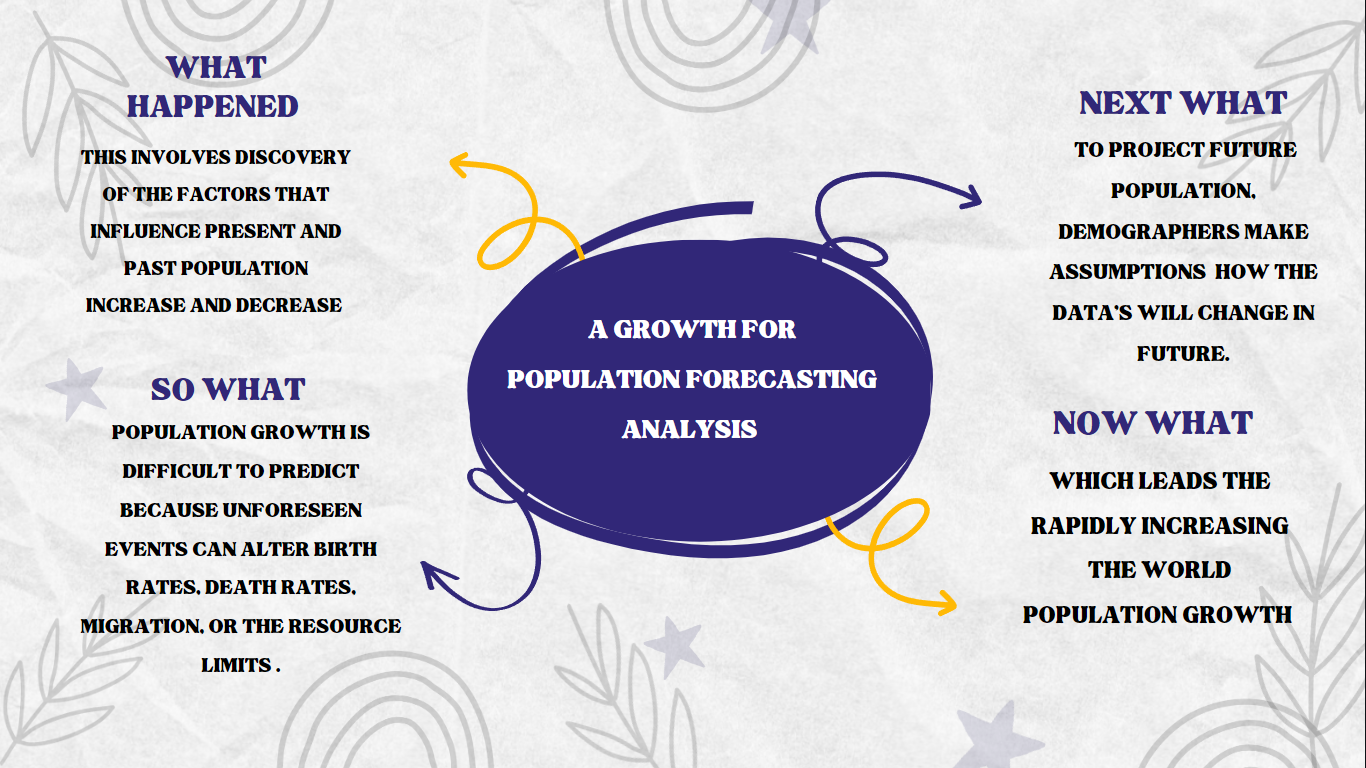 WHAT
HAPPENED
THIS INVOLVES DISCOVERY
OF THE FACTORS THAT
INFLUENCE PRESENT AND
PAST POPULATION
INCREASE AND DECREASE
SO WHAT
POPULATION GROWTH IS
DIFFICULT TO PREDICT
BECAUSE UNFORESEEN
EVENTS CAN ALTER BIRTH
RATES, DEATH RATES,
MIGRATION, OR THE RESOURCE
LIMITS .
A GROWTH FOR
POPULATION FORECASTING
ANALYSIS
NEXT WHAT
TO PROJECT FUTURE
POPULATION,
DEMOGRAPHERS MAKE
ASSUMPTIONS HOW THE
DATA'S WILL CHANGE IN
FUTURE.
NOW WHAT
WHICH LEADS THE
RAPIDLY INCREASING
THE WORLD
POPULATION GROWTH